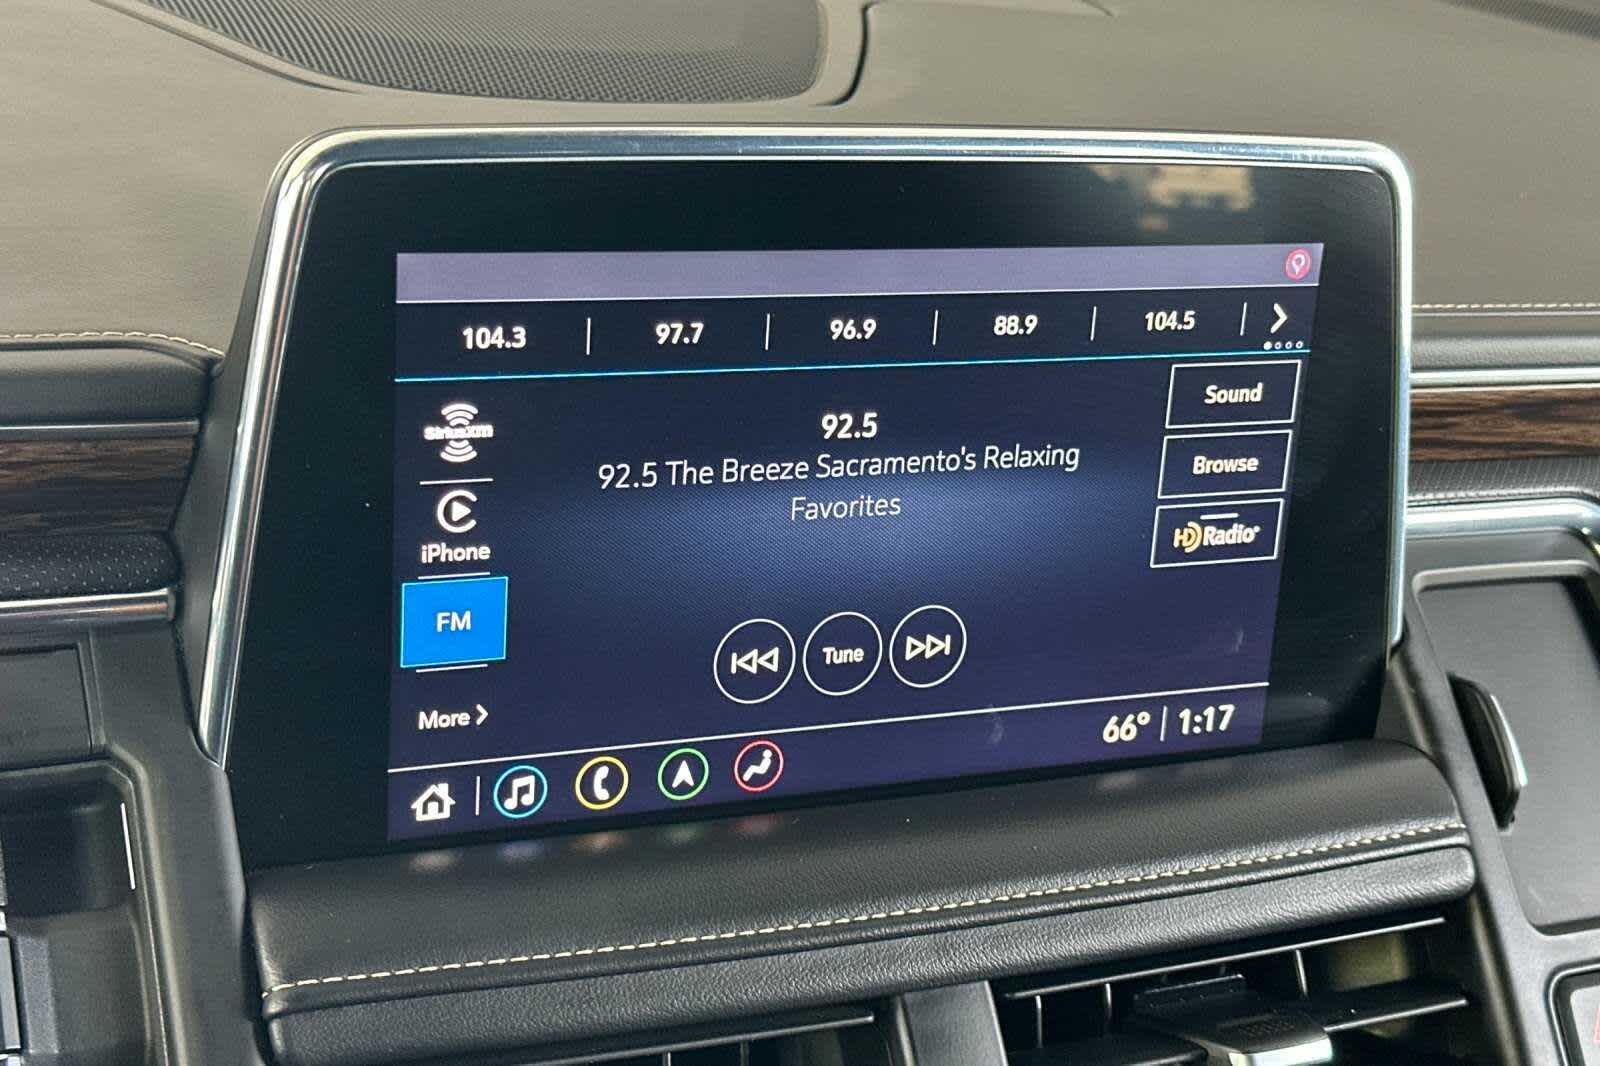 104.3 97.7 96.9 88.9 104.5
SiriusXM
iPhone
FM
More
92.5
92.5 The Breeze Sacramento's Relaxing
Favorites
Tune
Sound
Browse
HD Radio
66° 1:17